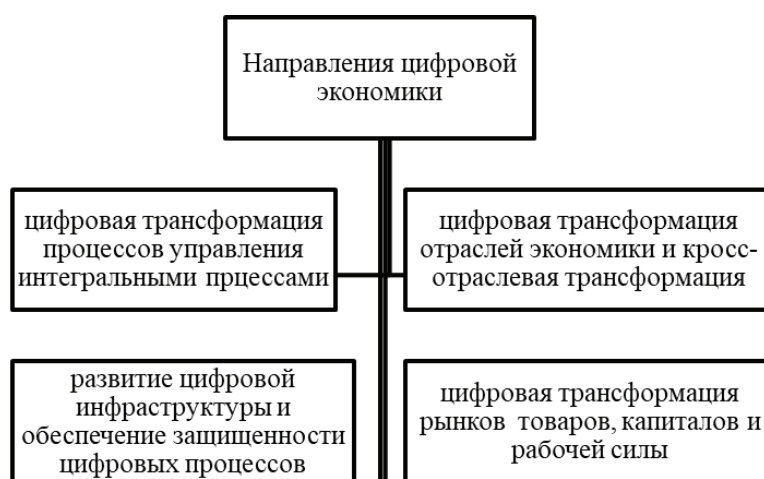 Направления цифровой
экономики
цифровая трансформация
процессов управления
интегральными прцессами
цифровая трансформация
отраслей экономики и кросс-
отраслевая трансформация
развитие цифровой
инфраструктуры и
обеспечение защищенности
цифровых процессов
цифровая трансформация
рынков товаров, капиталов и
рабочей силы